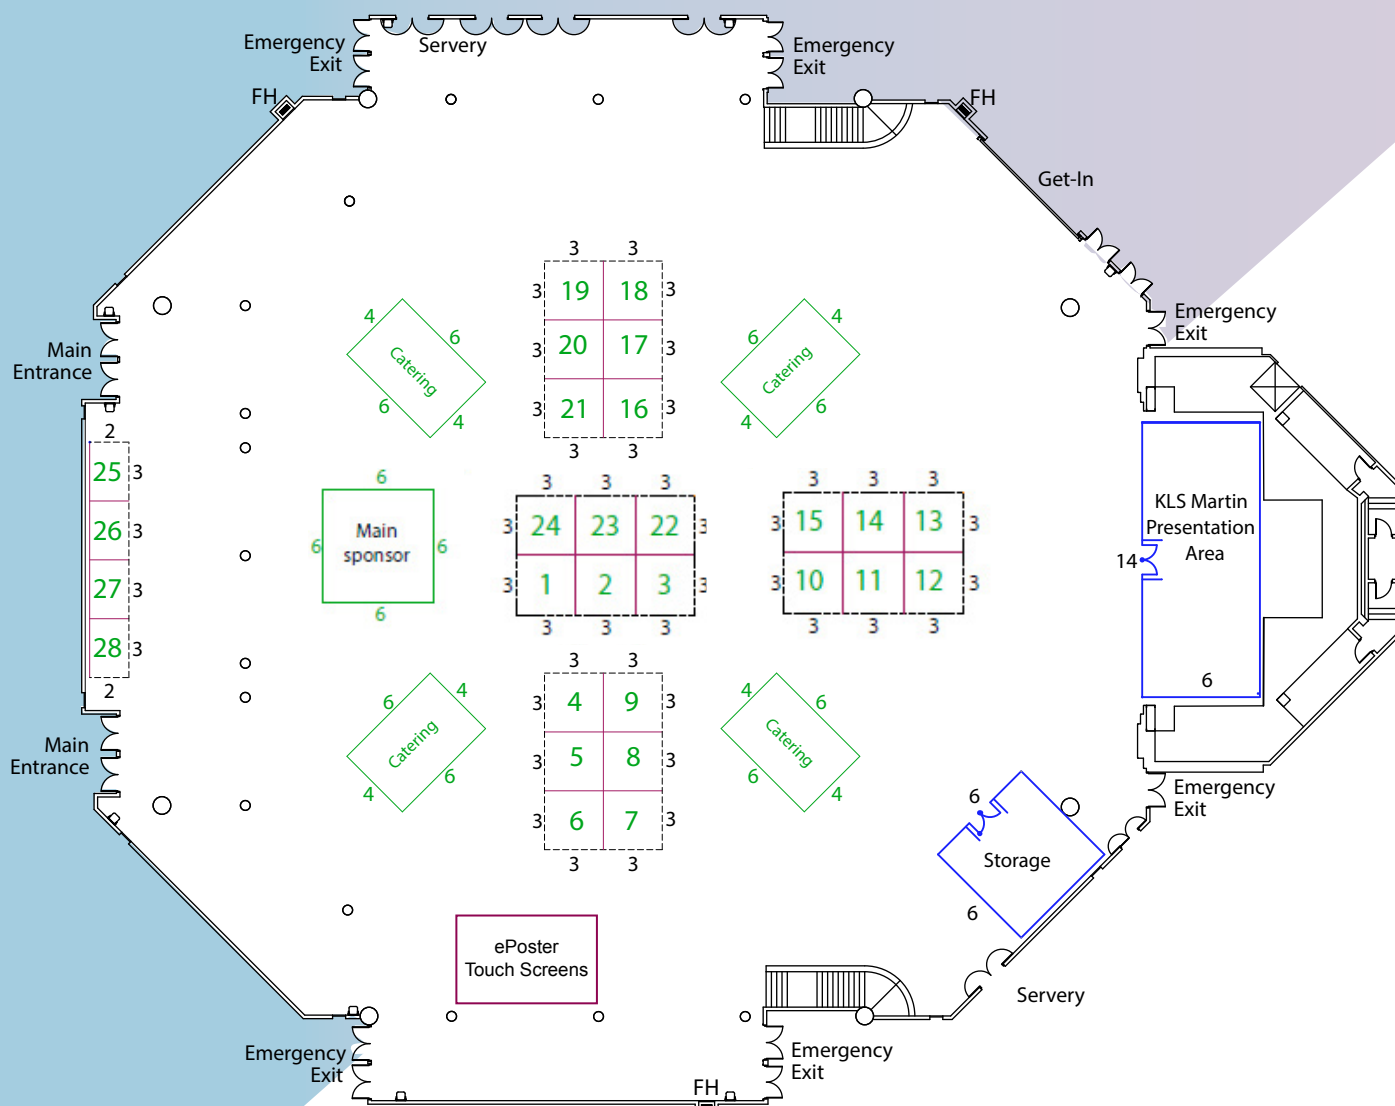 Emergency
Exit
Servery
Emergency
Exit
FH
FH
Get-In
3 3
3 19 18 3
3 20 17 3
3 21 16 3
3 3
4
6
Catering
6
4
4
6
Catering
6
4
Emergency
Exit
Main
Entrance
2
25 3
26 3
27 3
28 3
2
6
6 Main
sponsor 6
6
3 3 3
3 24 23 22 3
3 1 2 3 3
3 3 3
3 3 3
3 15 14 13 3
3 10 11 12 3
3 3 3
KLS Martin
Presentation
Area
14
6
3 3
3 4 9 3
3 5 8 3
3 6 7 3
3 3
4
6
Catering
6
4
6
4
Catering
6
4
Main
Entrance
Emergency
Exit
6
Storage
6
ePoster
Touch Screens
Servery
Emergency
Exit
Emergency
Exit
FH